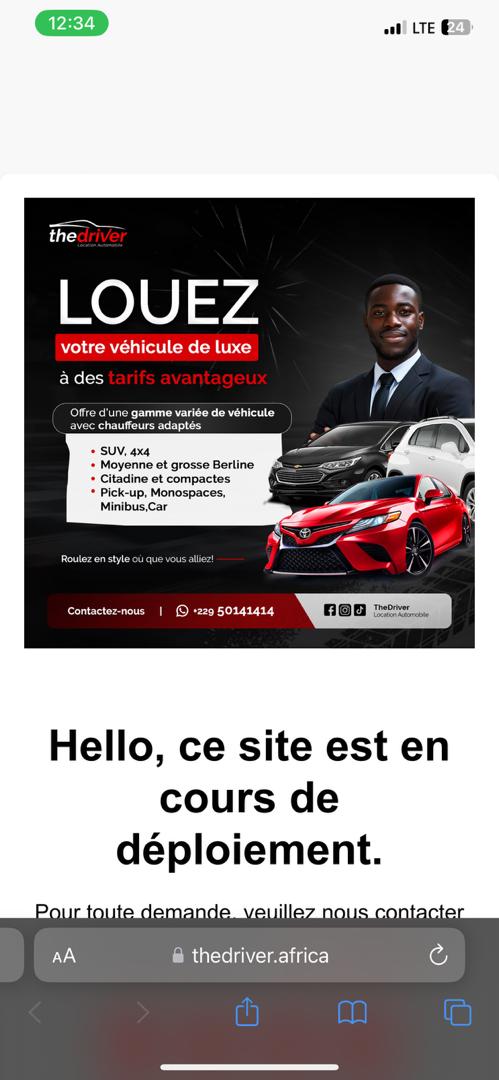 12:34
LTE 24
thedriver
Location Automobile
LOUEZ
votre véhicule de luxe
à des tarifs avantageux
Offre d'une gamme variée de véhicule
avec chauffeurs adaptés
• SUV, 4x4
• Moyenne et grosse Berline
• Citadine et compactes
• Pick-up, Monospaces,
Minibus,Car
Roulez en style où que vous alliez!
Contactez-nous | +229 50141414
TheDriver
Location Automobile
Hello, ce site est en
cours de
déploiement.
Pour toute demande, veuillez nous contacter
AA thedriver.africa